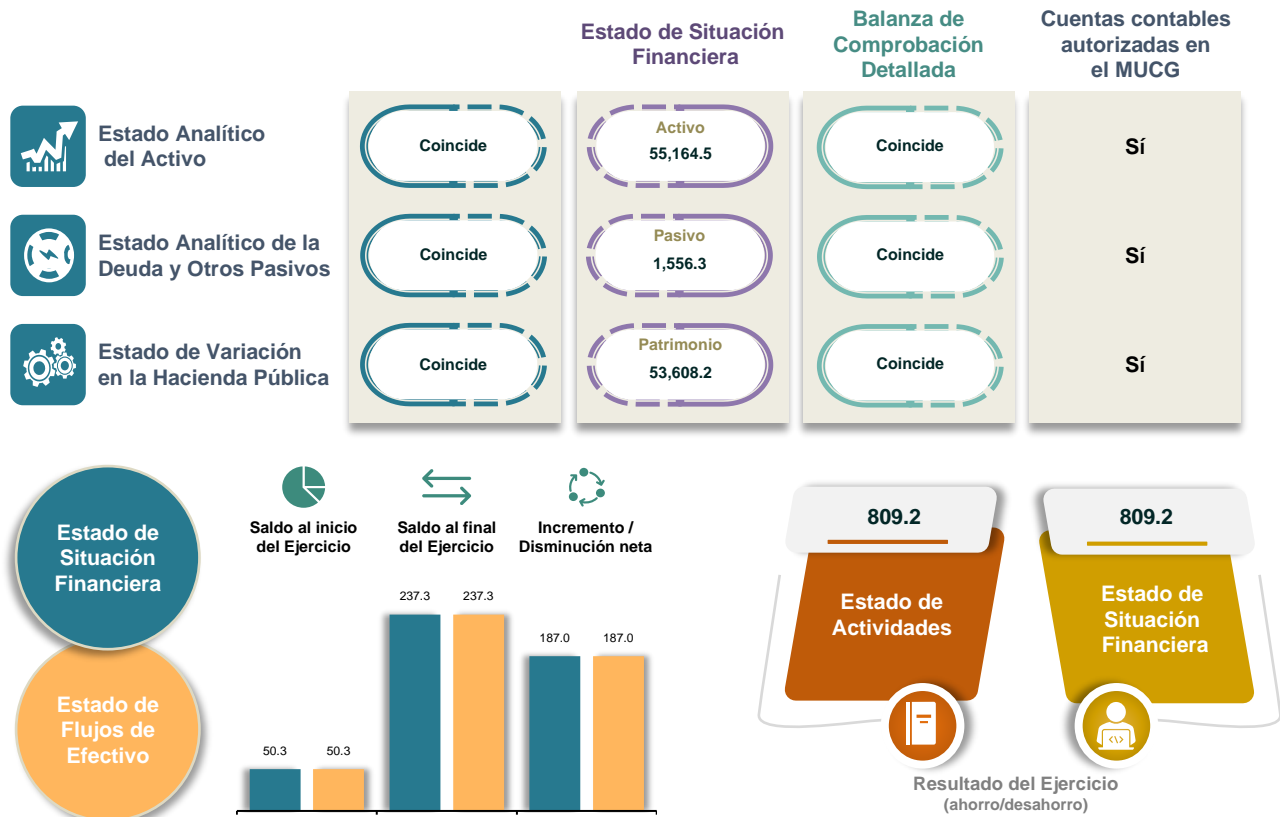 Estado de Situación
Financiera
Balanza de
Comprobación
Detallada
Cuentas contables
autorizadas en
el MUCG
Estado Analítico
del Activo
Coincide
Activo
55,164.5
Coincide
Sí
Estado Analítico de la
Deuda y Otros Pasivos
Coincide
Pasivo
1,556.3
Coincide
Sí
Estado de Variación
en la Hacienda Pública
Coincide
Patrimonio
53,608.2
Coincide
Sí
Estado de
Situación
Financiera
Estado de
Flujos de
Efectivo
Saldo al inicio
del Ejercicio
Saldo al final
del Ejercicio
Incremento /
Disminución neta
50.3
50.3
237.3
237.3
187.0
187.0
809.2
Estado de
Actividades
809.2
Estado de
Situación
Financiera
Resultado del Ejercicio
(ahorro/desahorro)